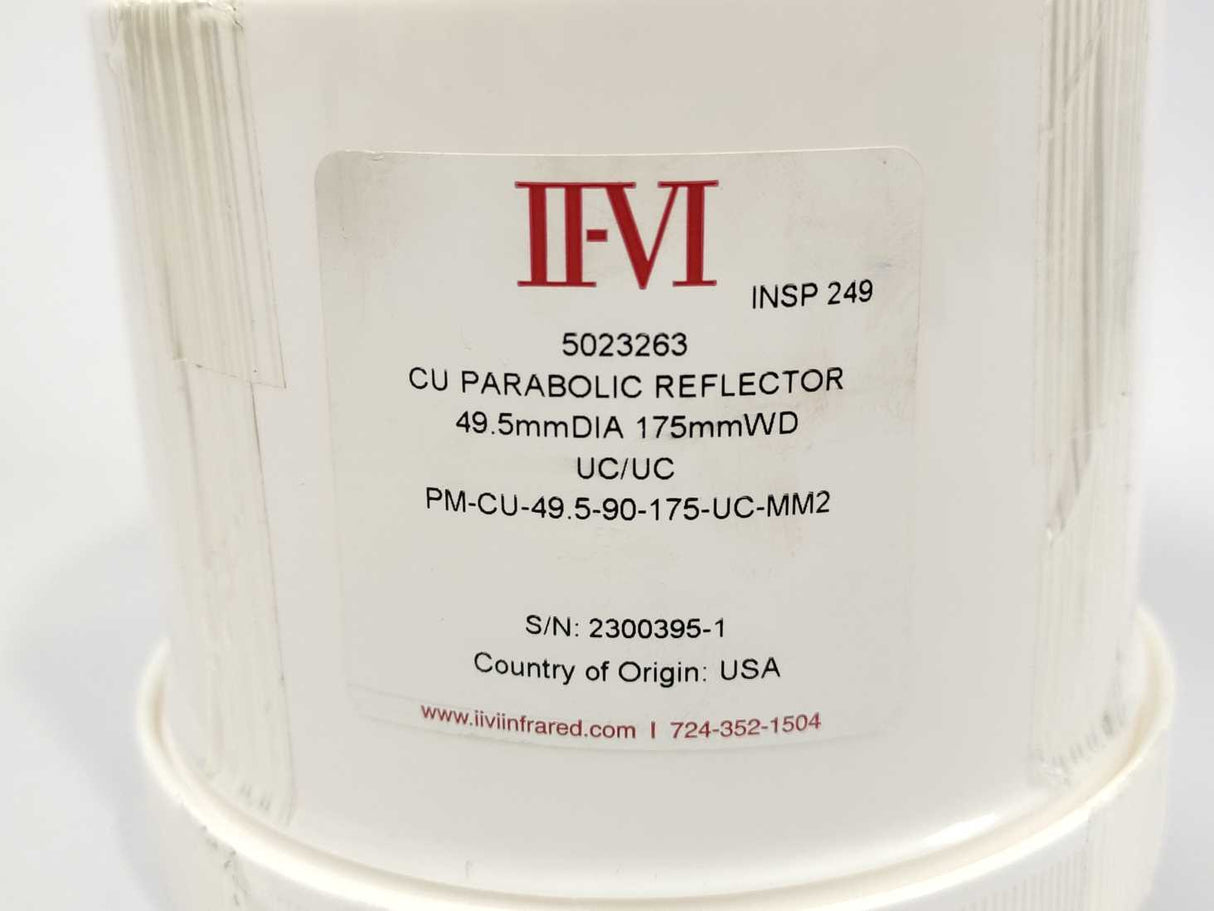 II-VI
INSP 249
5023263
CU PARABOLIC REFLECTOR
49.5mmDIA 175mmWD
UC/UC
PM-CU-49.5-90-175-UC-MM2
S/N: 2300395-1
Country of Origin: USA
www.iiviinfrared.com | 724-352-1504